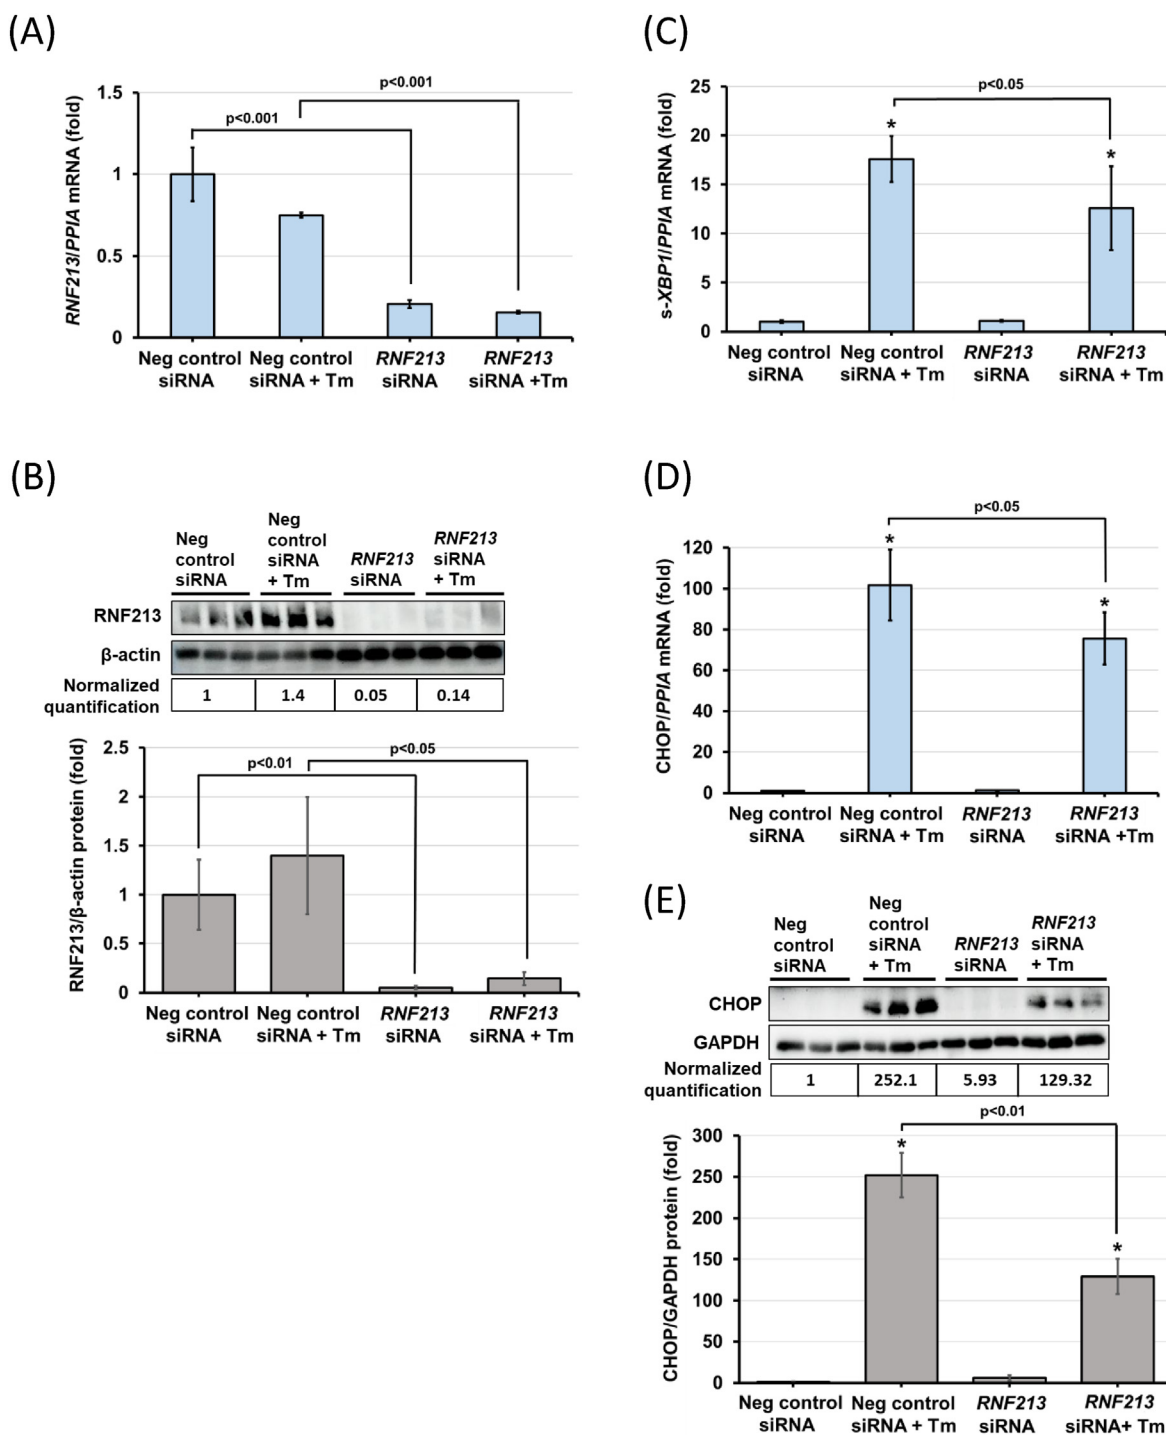 (A)
RNF213/PPIA mRNA (fold)
1.5
1
0.5
0
p<0.001
p<0.001
Neg control siRNA
Neg control siRNA + Tm
RNF213 siRNA
RNF213 siRNA +Tm
(B)
Neg control siRNA
Neg control siRNA + Tm
RNF213 siRNA
RNF213 siRNA + Tm
RNF213
β-actin
Normalized quantification
1
1.4
0.05
0.14
RNF213/β-actin protein (fold)
2.5
2
1.5
1
0.5
0
p<0.01
p<0.05
Neg control siRNA
Neg control siRNA + Tm
RNF213 siRNA
RNF213 siRNA + Tm
(C)
s-XBP1/PPIA mRNA (fold)
25
20
15
10
5
0
p<0.05
*
*
Neg control siRNA
Neg control siRNA + Tm
RNF213 siRNA
RNF213 siRNA + Tm
(D)
CHOP/PPIA mRNA (fold)
120
100
80
60
40
20
0
p<0.05
*
*
Neg control siRNA
Neg control siRNA + Tm
RNF213 siRNA
RNF213 siRNA +Tm
(E)
Neg control siRNA
Neg control siRNA + Tm
RNF213 siRNA
RNF213 siRNA + Tm
CHOP
GAPDH
Normalized quantification
1
252.1
5.93
129.32
CHOP/GAPDH protein (fold)
300
250
200
150
100
50
0
p<0.01
*
*
Neg control siRNA
Neg control siRNA + Tm
RNF213 siRNA
RNF213 siRNA+ Tm